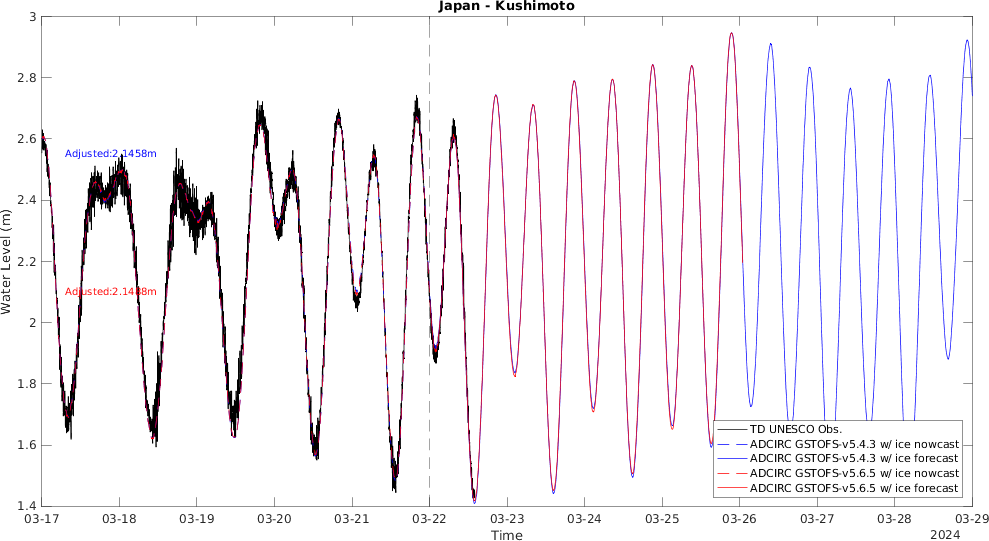 Japan - Kushimoto
Water Level (m)
3
2.8
2.6
2.4
2.2
2
1.8
1.6
1.4
Adjusted:2.1458m
Adjusted:2.1488m
TD UNESCO Obs.
ADCIRC GSTOFS-v5.4.3 w/ ice nowcast
ADCIRC GSTOFS-v5.4.3 w/ ice forecast
ADCIRC GSTOFS-v5.6.5 w/ ice nowcast
ADCIRC GSTOFS-v5.6.5 w/ ice forecast
03-17 03-18 03-19 03-20 03-21 03-22 03-23 03-24 03-25 03-26 03-27 03-28 03-29
Time
2024